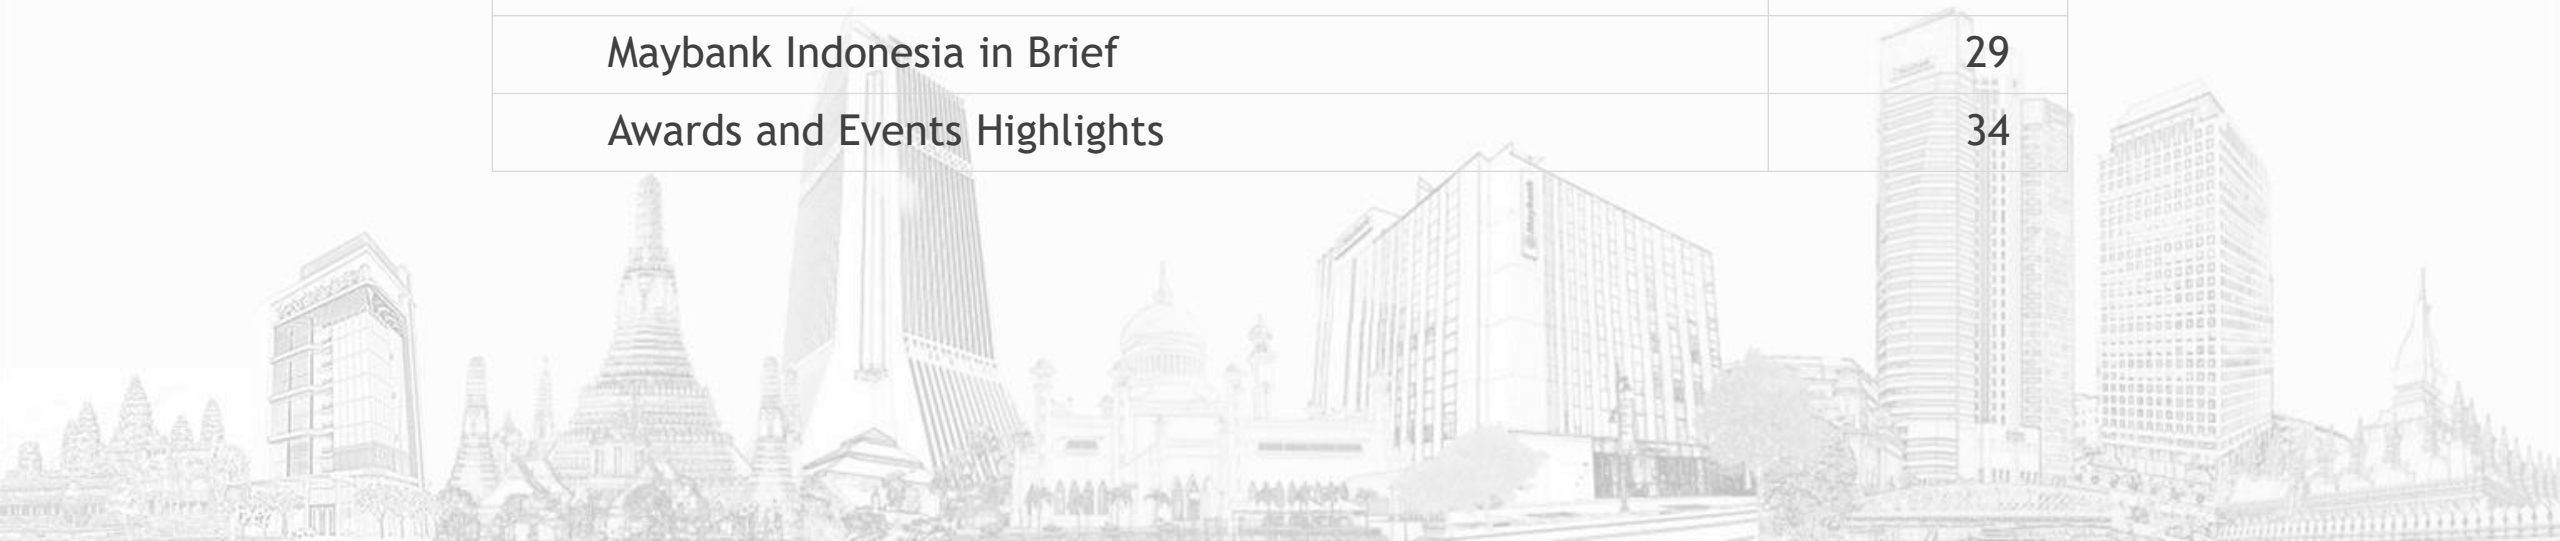 Maybank Indonesia in Brief 29
Awards and Events Highlights 34